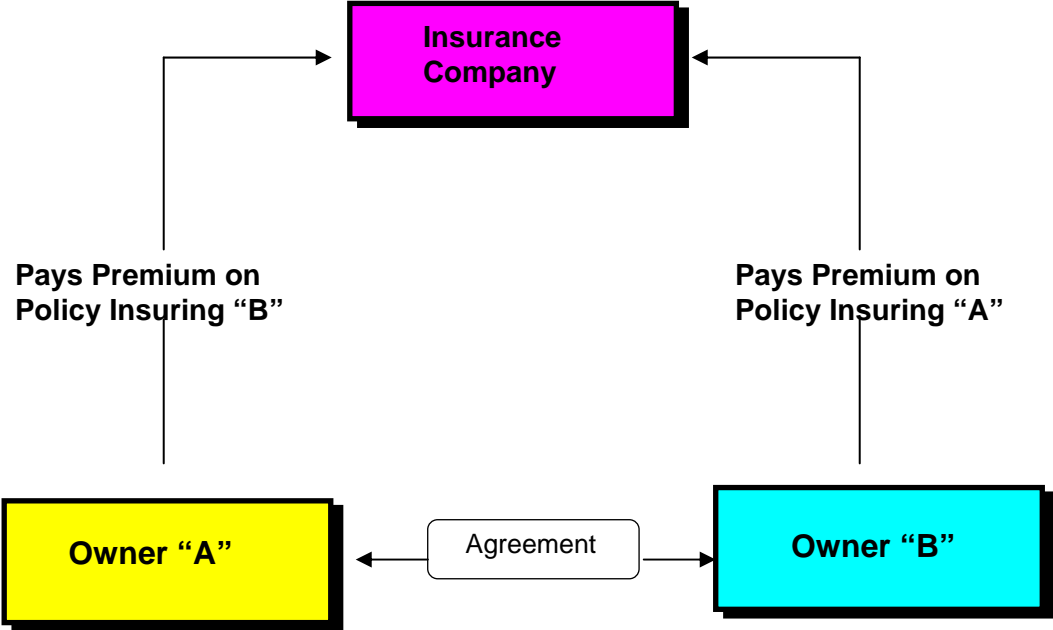 Insurance
Company
Pays Premium on
Policy Insuring “B”
Pays Premium on
Policy Insuring “A”
Owner “A”
Agreement
Owner “B”